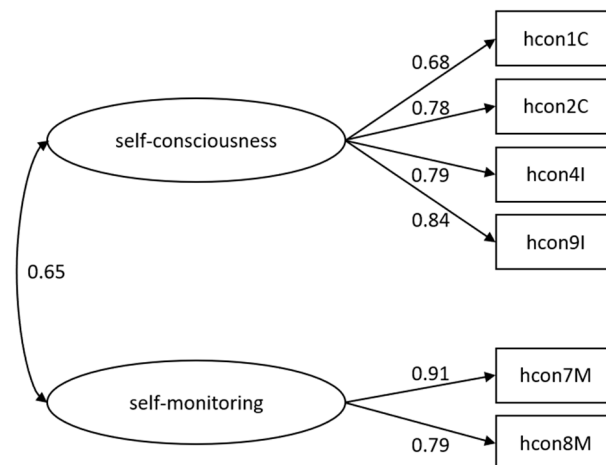 hcon1C
0.68
hcon2C
0.78
self-consciousness
hcon4I
0.79
0.84
hcon9I
0.65
hcon7M
0.91
self-monitoring
hcon8M
0.79